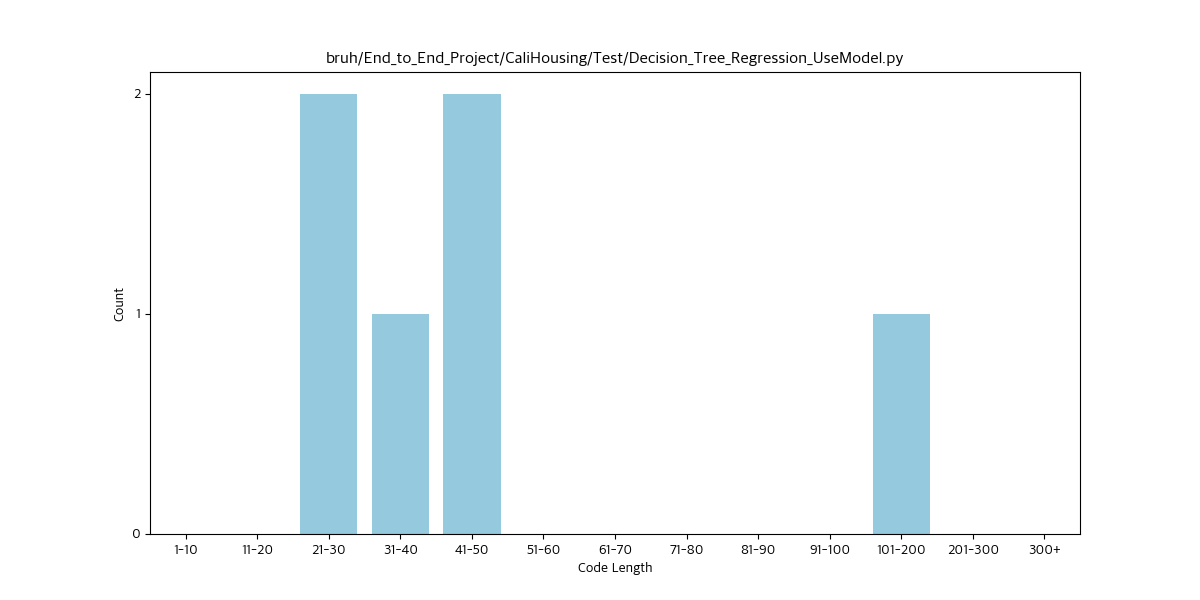 bruh/End_to_End_Project/CaliHousing/Test/Decision_Tree_Regression_UseModel.py
2
1
0
Count
1-10 11-20 21-30 31-40 41-50 51-60 61-70 71-80 81-90 91-100 101-200 201-300 300+
Code Length